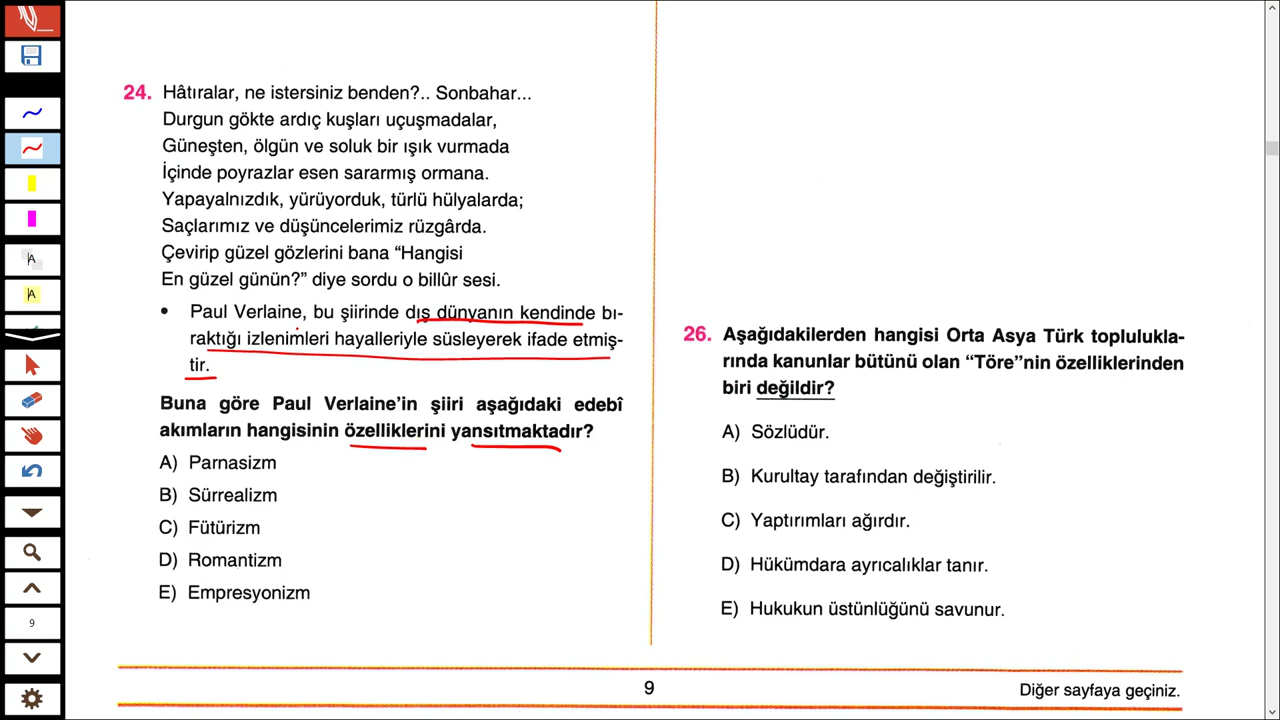 24. Hâtıralar, ne istersiniz benden?.. Sonbahar...
Durgun gökte ardıç kuşları uçuşmadalar,
Güneşten, ölgün ve soluk bir ışık vurmada
İçinde poyrazlar esen sararmış ormana.
Yapayalnızdık, yürüyorduk, türlü hülyalarda;
Saçlarımız ve düşüncelerimiz rüzgârda.
Çevirip güzel gözlerini bana “Hangisi
En güzel günün?” diye sordu o billûr sesi.
• Paul Verlaine, bu şiirinde dış dünyanın kendinde bı-
raktığı izlenimleri hayalleriyle süsleyerek ifade etmiş-
tir.
Buna göre Paul Verlaine’in şiiri aşağıdaki edebî
akımların hangisinin özelliklerini yansıtmaktadır?
A) Parnasizm
B) Sürrealizm
C) Fütürizm
D) Romantizm
E) Empresyonizm
26. Aşağıdakilerden hangisi Orta Asya Türk toplulukla-
rında kanunlar bütünü olan “Töre”nin özelliklerinden
biri değildir?
A) Sözlüdür.
B) Kurultay tarafından değiştirilir.
C) Yaptırımları ağırdır.
D) Hükümdara ayrıcalıklar tanır.
E) Hukukun üstünlüğünü savunur.
9
Diğer sayfaya geçiniz.
A
A
9